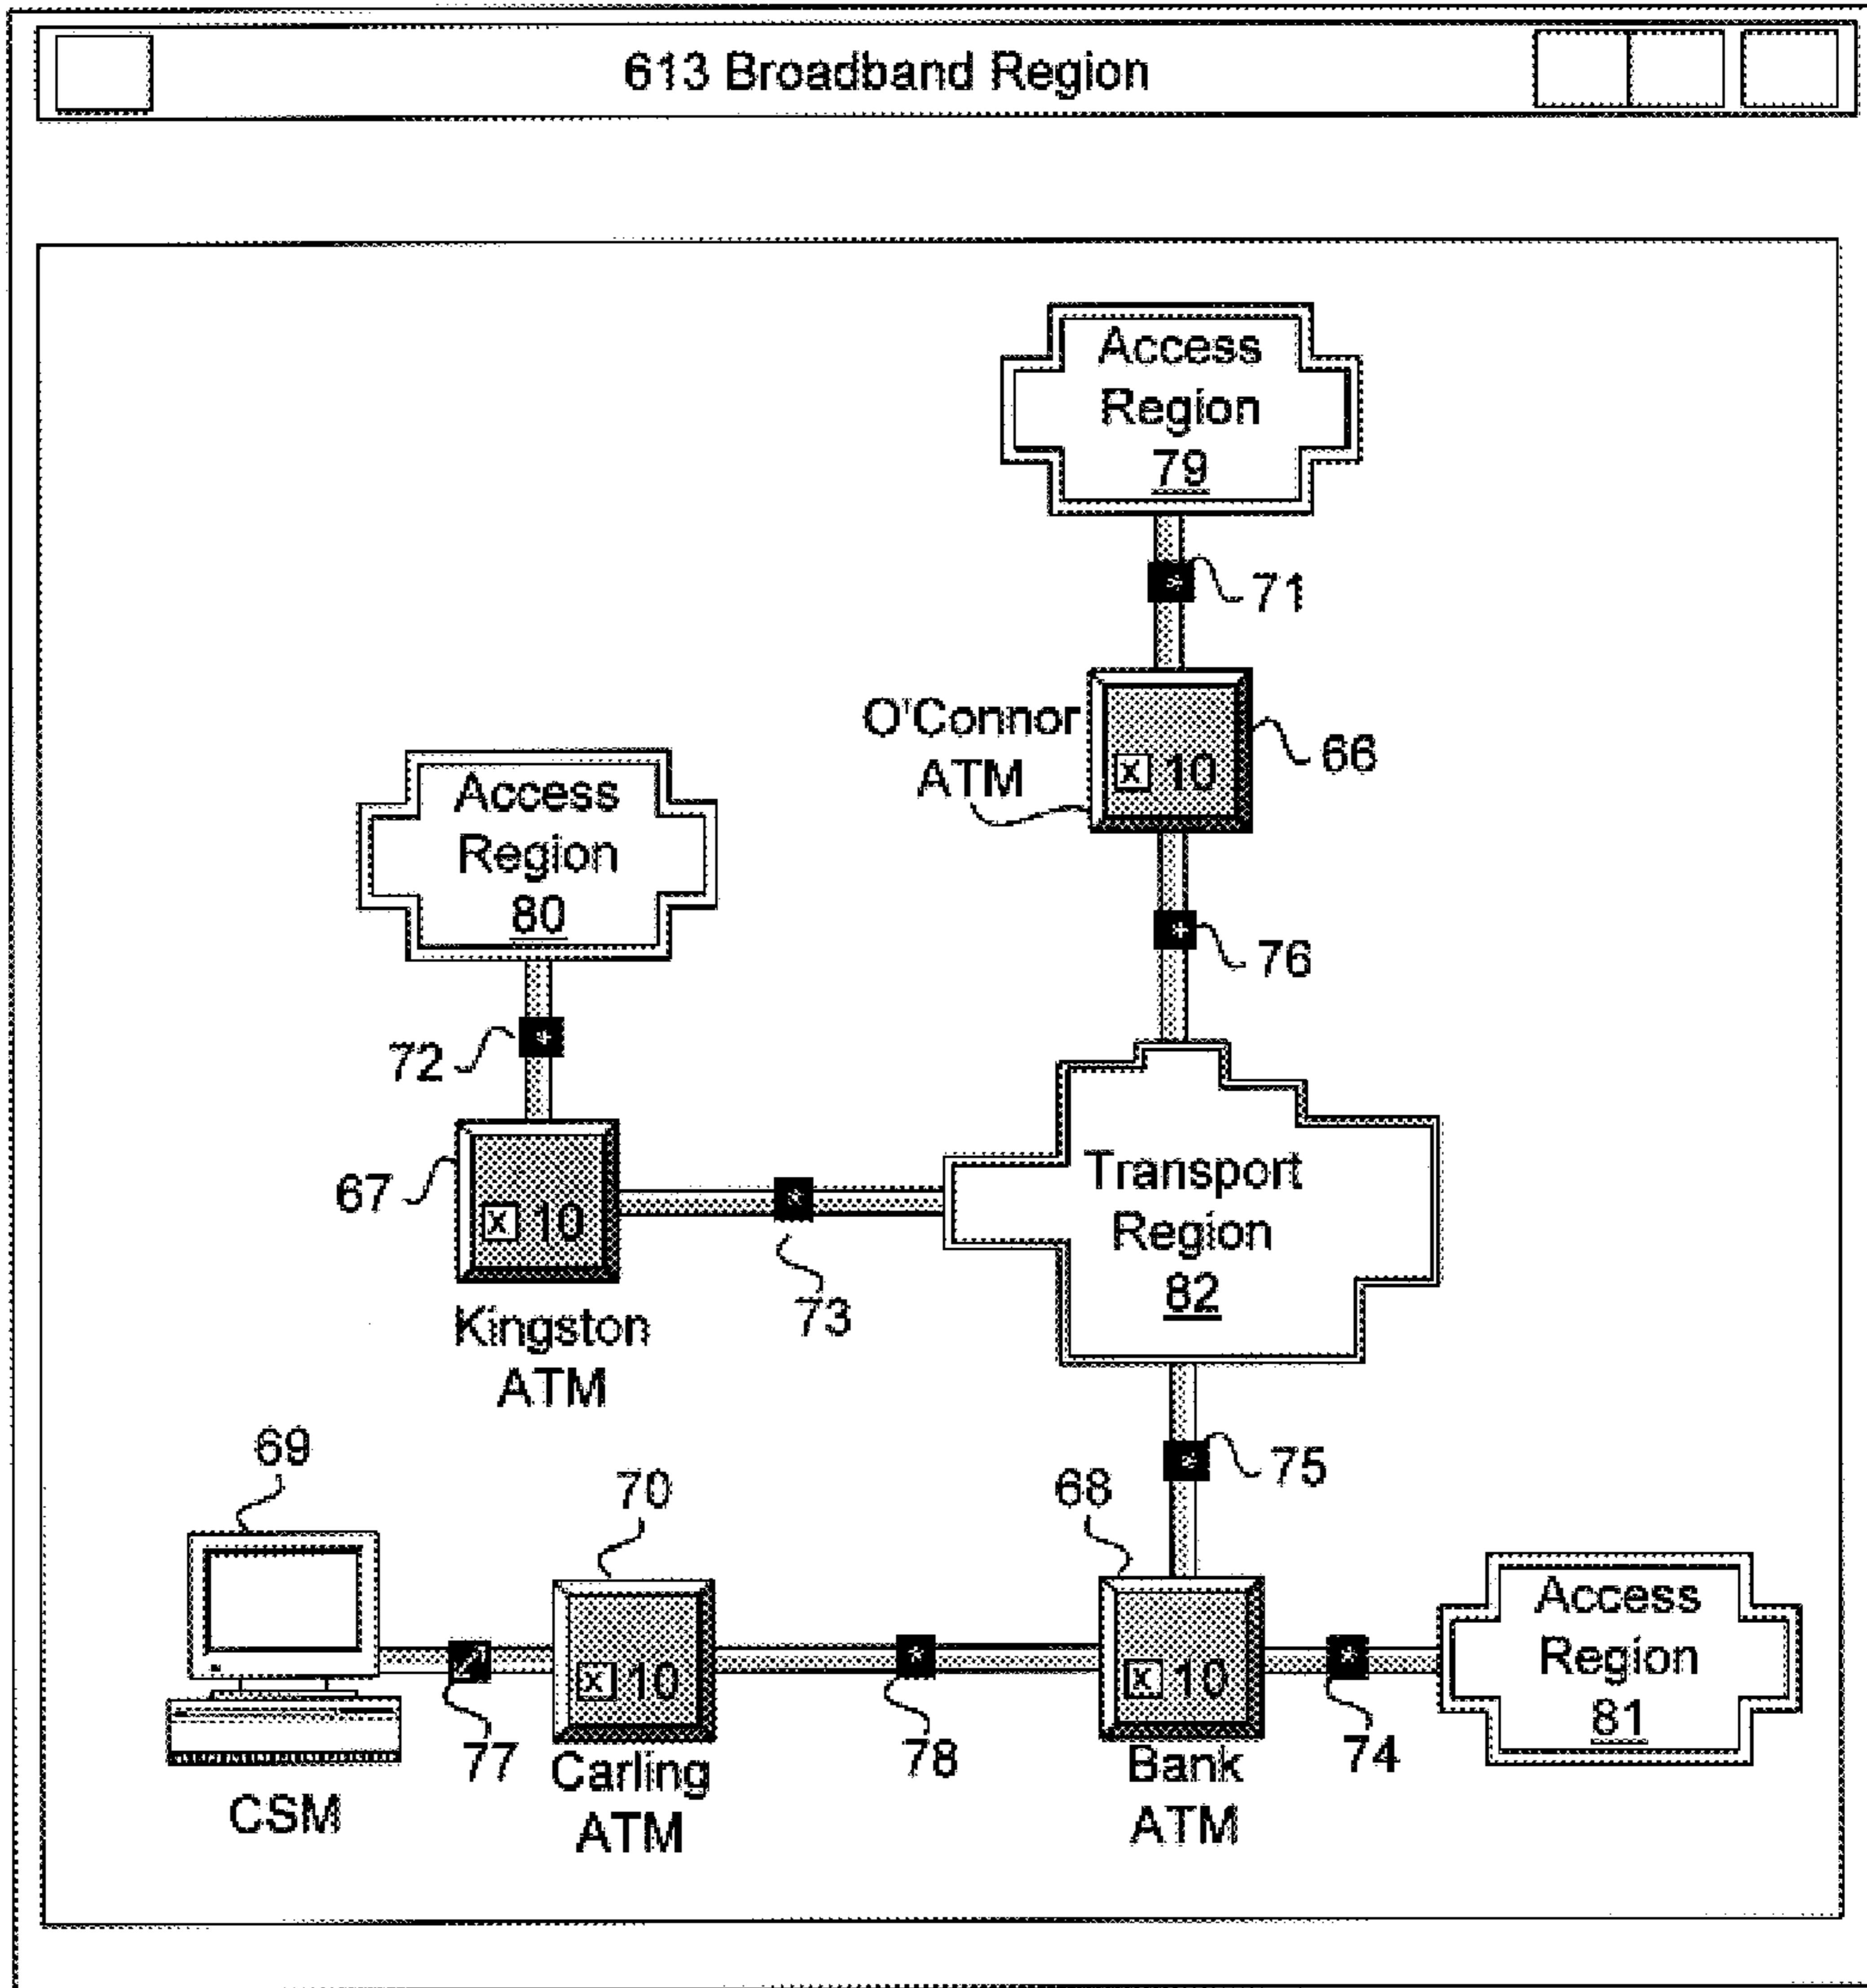 613 Broadband Region
Access
Region
79
71
O'Connor
ATM
X 10
66
Access
Region
80
76
72
67
X 10
Transport
Region
82
73
Kingston
ATM
69
70
68
75
X 10
X 10
Access
Region
81
77
78
74
CSM
Carling
ATM
Bank
ATM